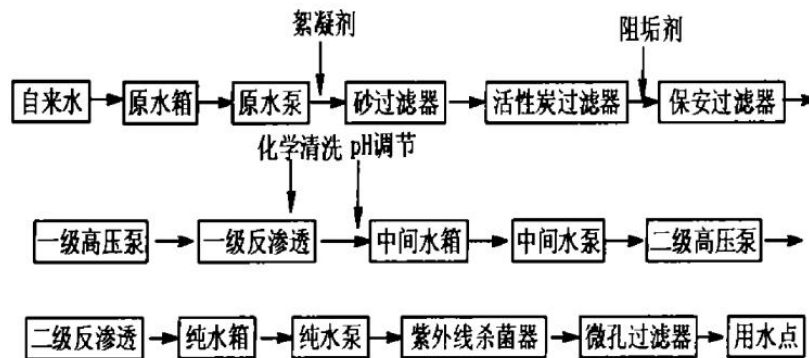 絮凝剂 阻垢剂
自来水 原水箱 原水泵 砂过滤器 活性炭过滤器 保安过滤器
化学清洗 pH调节
一级高压泵 一级反渗透 中间水箱 中间水泵 二级高压泵
二级反渗透 纯水箱 纯水泵 紫外线杀菌器 微孔过滤器 用水点